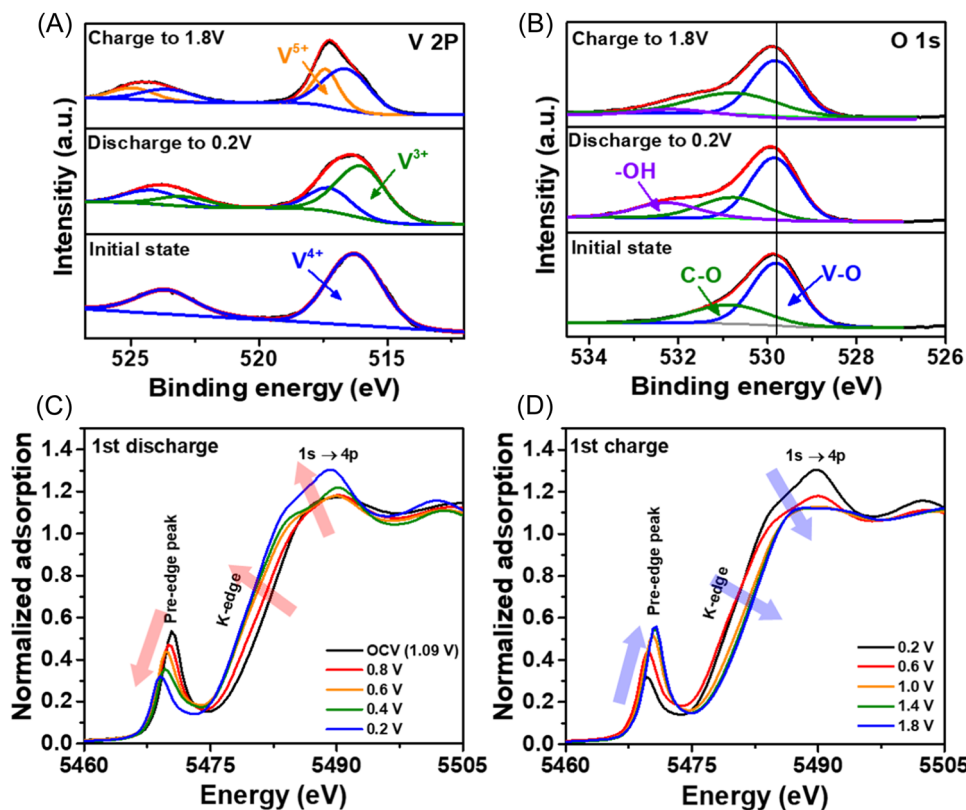 (A)
V 2P
Charge to 1.8V
V5+
Discharge to 0.2V
V3+
Initial state
V4+
Intensitiy (a.u.)
525 520 515
Binding energy (eV)
(B)
O 1s
Charge to 1.8V
Discharge to 0.2V
-OH
Initial state
C-O
V-O
Intensity (a.u.)
534 532 530 528 526
Binding energy (eV)
(C)
1st discharge
1s → 4p
Pre-edge peak
K-edge
OCV (1.09 V)
0.8 V
0.6 V
0.4 V
0.2 V
Normalized adsorption
1.4
1.2
1.0
0.8
0.6
0.4
0.2
0.0
5460 5475 5490 5505
Energy (eV)
(D)
1st charge
1s → 4p
Pre-edge peak
K-edge
0.2 V
0.6 V
1.0 V
1.4 V
1.8 V
Normalized adsorption
1.4
1.2
1.0
0.8
0.6
0.4
0.2
0.0
5460 5475 5490 5505
Energy (eV)